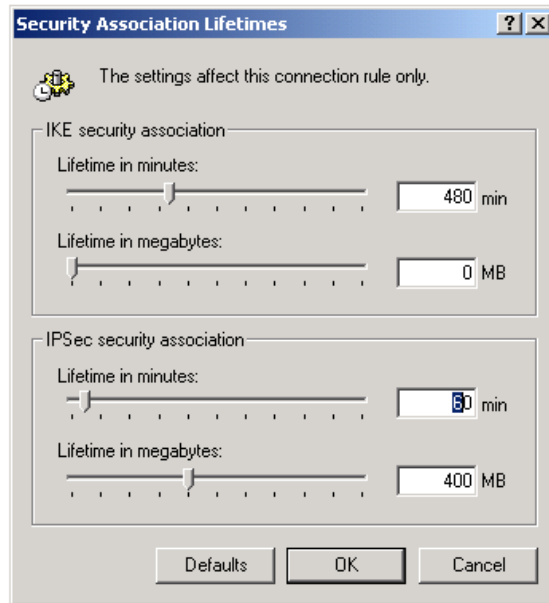 Security Association Lifetimes
The settings affect this connection rule only.
IKE security association
Lifetime in minutes:
480 min
Lifetime in megabytes:
0 MB
IPSec security association
Lifetime in minutes:
60 min
Lifetime in megabytes:
400 MB
Defaults OK Cancel